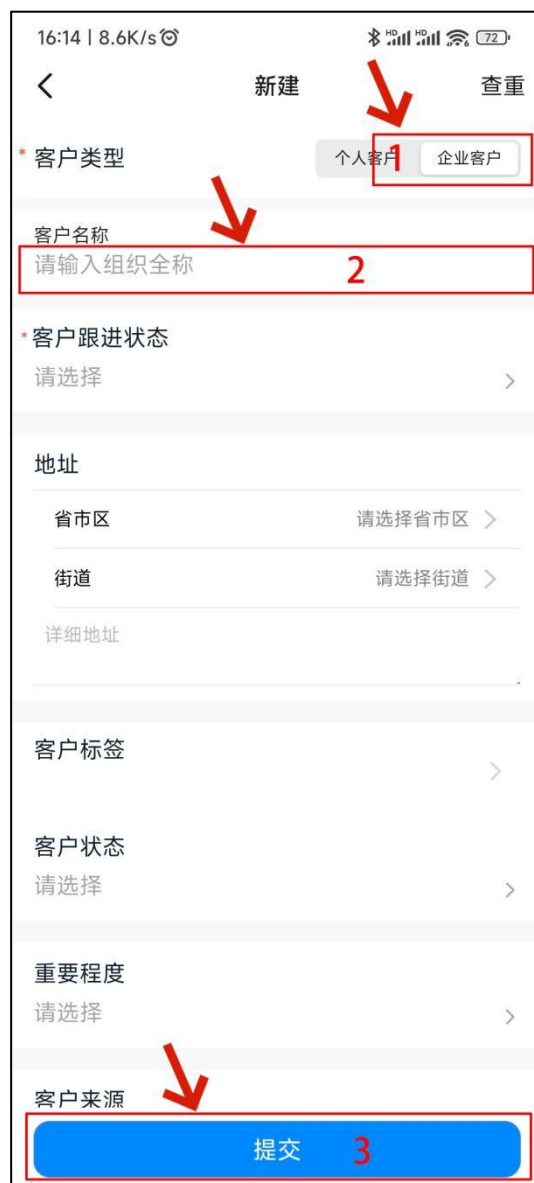 16:14 | 8.6K/s HD HD 72
新建 查重
* 客户类型 个人客户 1 企业客户
客户名称
请输入组织全称 2
* 客户跟进状态
请选择
地址
省市区 请选择省市区
街道 请选择街道
详细地址
客户标签
客户状态
请选择
重要程度
请选择
客户来源
提交 3